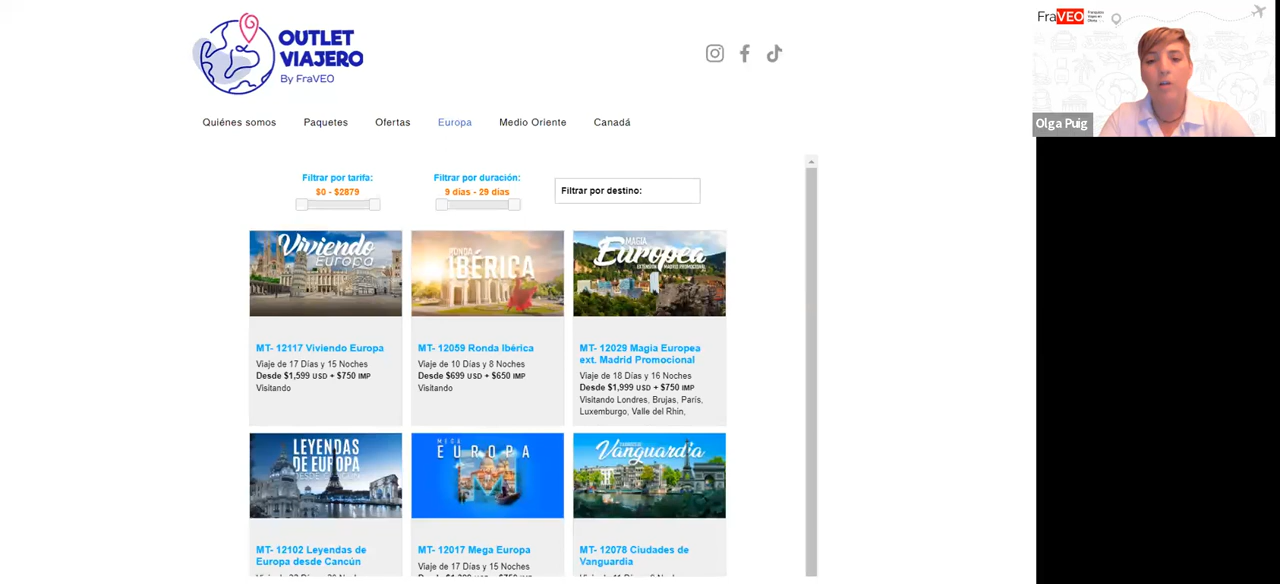 OUTLET
VIAJERO
By FraVEO
Quiénes somos Paquetes Ofertas Europa Medio Oriente Canadá
Filtrar por tarifa:
$0 - $2879
Filtrar por duración:
9 días - 29 días
Filtrar por destino:
Viviendo
Europa
RONDA
IBÉRICA
MAGIA
Europea
EXTENSIÓN MADRID PROMOCIONAL
MT- 12117 Viviendo Europa
Viaje de 17 Días y 15 Noches
Desde $1,599 USD + $750 IMP
Visitando
MT- 12059 Ronda Ibérica
Viaje de 10 Días y 8 Noches
Desde $699 USD + $650 IMP
Visitando
MT- 12029 Magia Europea
ext. Madrid Promocional
Viaje de 18 Días y 16 Noches
Desde $1,999 USD + $750 IMP
Visitando Londres, Brujas, París,
Luxemburgo, Valle del Rhin,
LEYENDAS
DE EUROPA
MEGA
EUROPA
Vanguardia
MT- 12102 Leyendas de
Europa desde Cancún
MT- 12017 Mega Europa
Viaje de 17 Días y 15 Noches
MT- 12078 Ciudades de
Vanguardia
FraVEO
Olga Puig